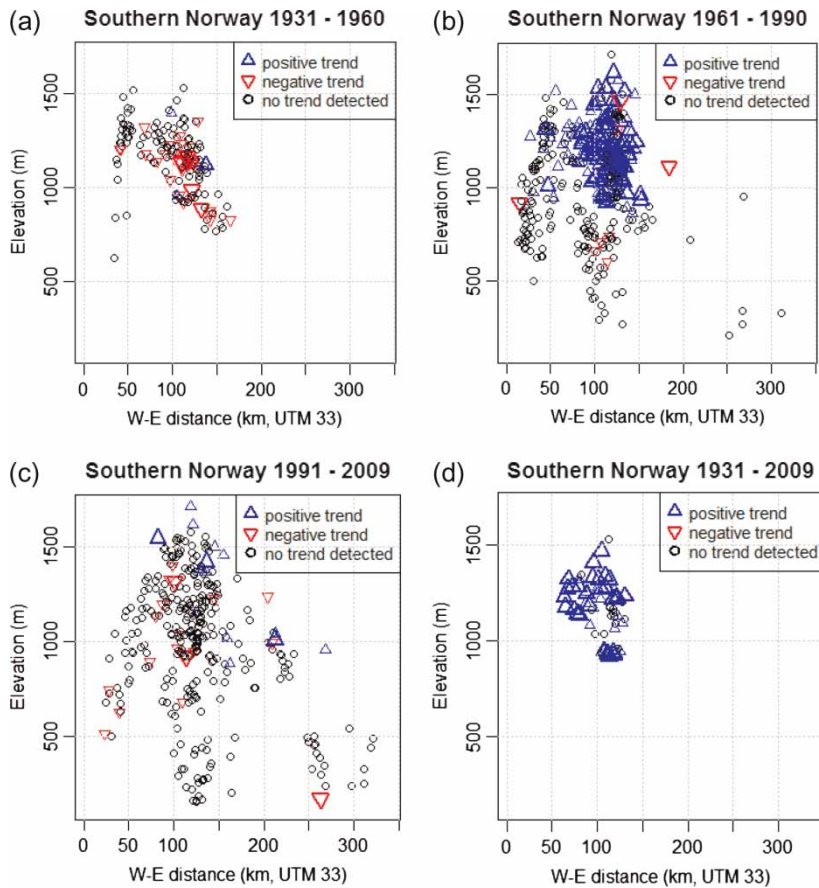 (a) Southern Norway 1931 - 1960
positive trend
negative trend
no trend detected
1500
1000
500
Elevation (m)
0 50 100 200 300
W-E distance (km, UTM 33)
(b) Southern Norway 1961 - 1990
positive trend
negative trend
no trend detected
1500
1000
500
Elevation (m)
0 50 100 200 300
W-E distance (km, UTM 33)
(c) Southern Norway 1991 - 2009
positive trend
negative trend
no trend detected
1500
1000
500
Elevation (m)
0 50 100 200 300
W-E distance (km, UTM 33)
(d) Southern Norway 1931 - 2009
positive trend
negative trend
no trend detected
1500
1000
500
Elevation (m)
0 50 100 200 300
W-E distance (km, UTM 33)